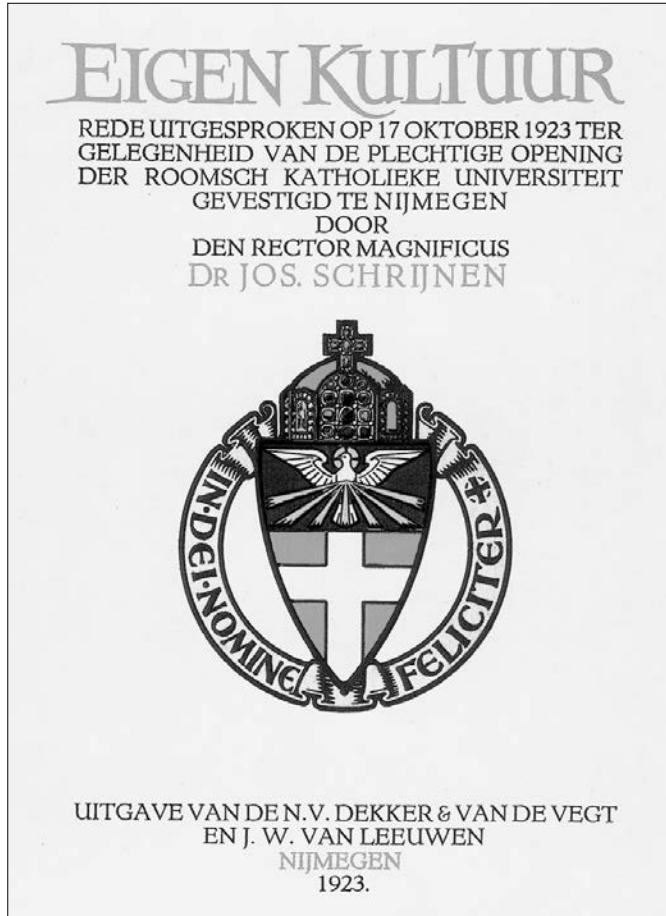 EIGEN KULTUUR
REDE UITGESPROKEN OP 17 OKTOBER 1923 TER
GELEGENHEID VAN DE PLECHTIGE OPENING
DER ROOMSCH KATHOLIEKE UNIVERSITEIT
GEVESTIGD TE NIJMEGEN
DOOR
DEN RECTOR MAGNIFICUS
DR JOS. SCHRIJNEN
IN·DEI·NOMINE
FELICITER
UITGAVE VAN DE N.V. DEKKER & VAN DE VEGT
EN J. W. VAN LEEUWEN
NIJMEGEN
1923.